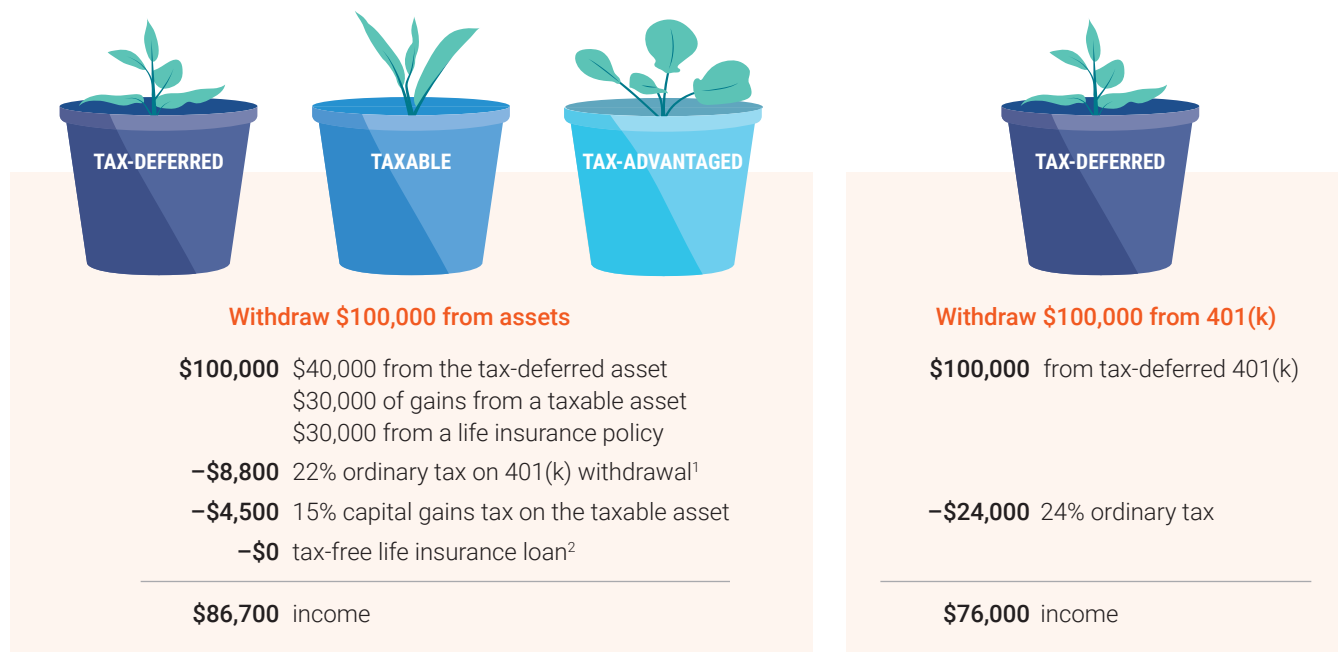 TAX-DEFERRED
TAXABLE
TAX-ADVANTAGED
Withdraw $100,000 from assets
$100,000 $40,000 from the tax-deferred asset
$30,000 of gains from a taxable asset
$30,000 from a life insurance policy
–$8,800 22% ordinary tax on 401(k) withdrawal¹
–$4,500 15% capital gains tax on the taxable asset
–$0 tax-free life insurance loan²
$86,700 income
TAX-DEFERRED
Withdraw $100,000 from 401(k)
$100,000 from tax-deferred 401(k)
–$24,000 24% ordinary tax
$76,000 income